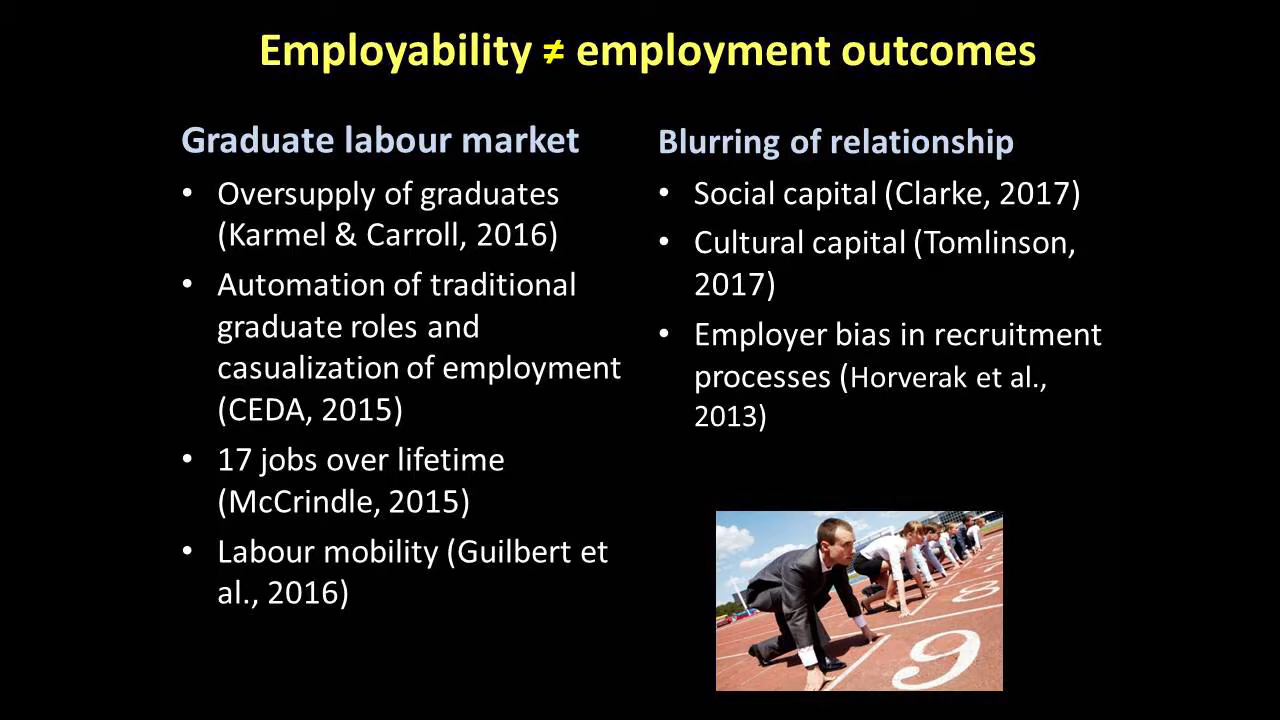 Employability ≠ employment outcomes
Graduate labour market
• Oversupply of graduates
(Karmel & Carroll, 2016)
• Automation of traditional
graduate roles and
casualization of employment
(CEDA, 2015)
• 17 jobs over lifetime
(McCrindle, 2015)
• Labour mobility (Guilbert et
al., 2016)
Blurring of relationship
• Social capital (Clarke, 2017)
• Cultural capital (Tomlinson,
2017)
• Employer bias in recruitment
processes (Horverak et al.,
2013)
8
9